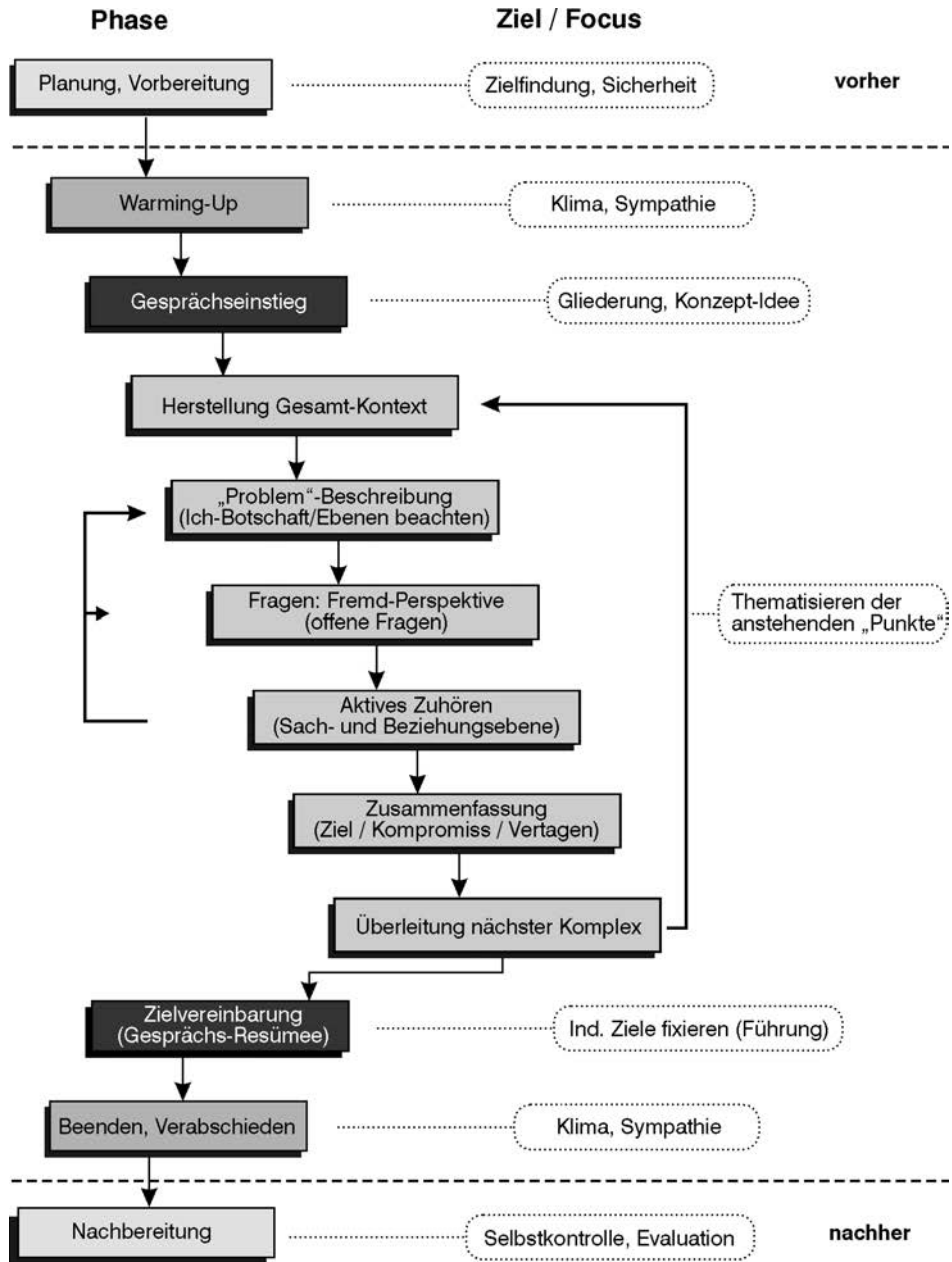 Phase
Ziel / Focus
Planung, Vorbereitung
Zielfindung, Sicherheit
vorher
Warming-Up
Klima, Sympathie
Gesprächseinstieg
Gliederung, Konzept-Idee
Herstellung Gesamt-Kontext
„Problem“-Beschreibung
(Ich-Botschaft/Ebenen beachten)
Fragen: Fremd-Perspektive
(offene Fragen)
Thematisieren der
anstehenden „Punkte“
Aktives Zuhören
(Sach- und Beziehungsebene)
Zusammenfassung
(Ziel / Kompromiss / Vertagen)
Überleitung nächster Komplex
Zielvereinbarung
(Gesprächs-Resümee)
Ind. Ziele fixieren (Führung)
Beenden, Verabschieden
Klima, Sympathie
Nachbereitung
Selbstkontrolle, Evaluation
nachher